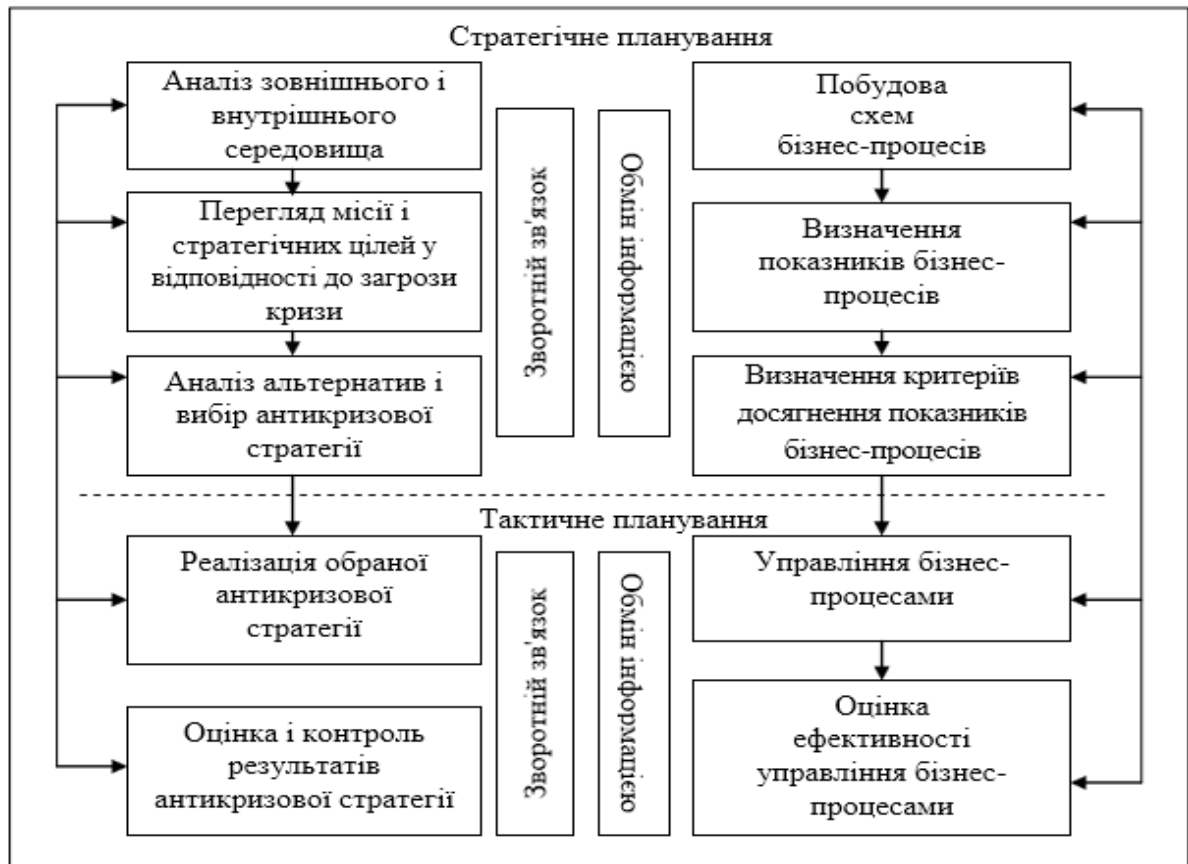 Стратегічне планування
Аналіз зовнішнього і
внутрішнього
середовища
Перегляд місії і
стратегічних цілей у
відповідності до загрози
кризи
Аналіз альтернатив і
вибір антикризової
стратегії
Зворотній зв'язок
Обмін інформацією
Побудова
схем
бізнес-процесів
Визначення
показників бізнес-
процесів
Визначення критеріїв
досягнення показників
бізнес-процесів
Тактичне планування
Реалізація обраної
антикризової
стратегії
Оцінка і контроль
результатів
антикризової стратегії
Зворотній зв'язок
Обмін інформацією
Управління бізнес-
процесами
Оцінка
ефективності
управління бізнес-
процесами